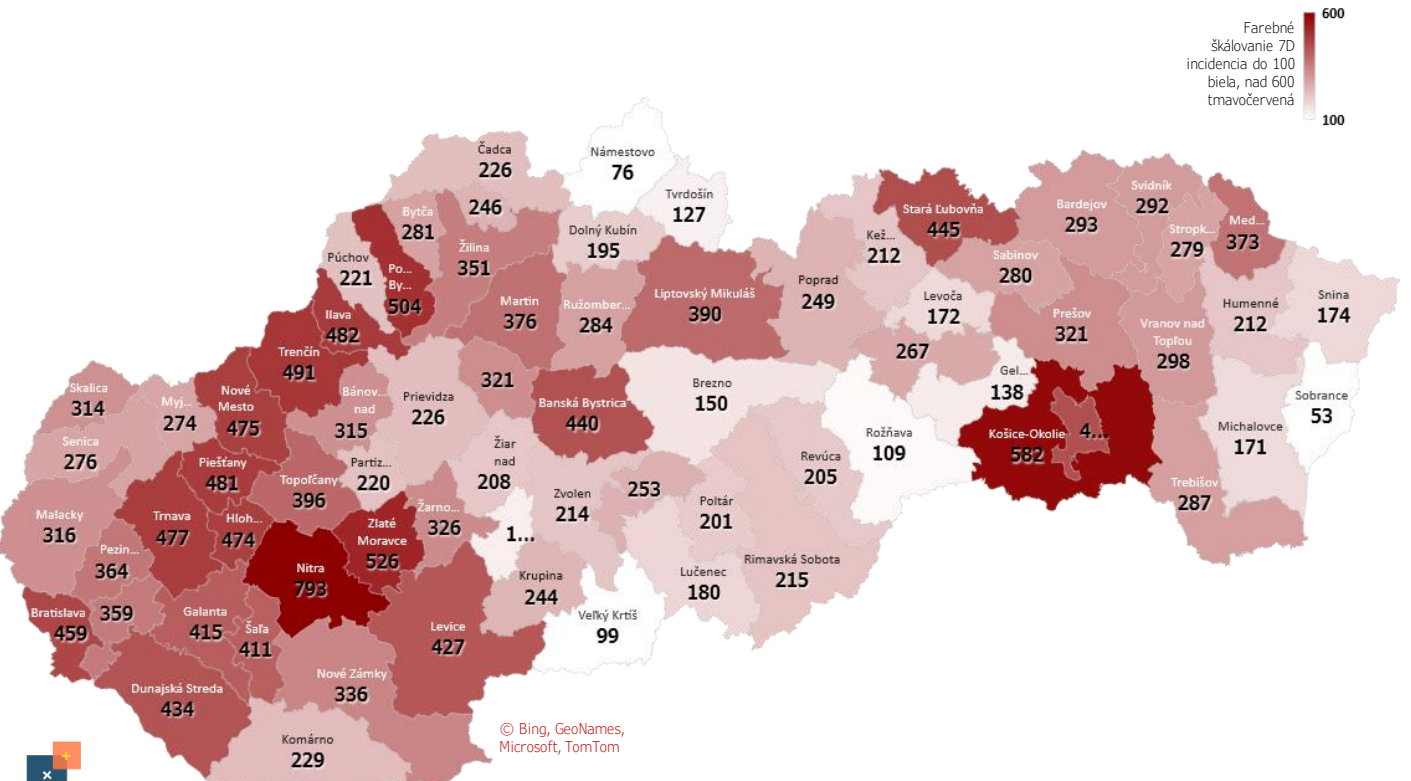 600
Farebné
škálovanie 7D
incidencia do 100
biela, nad 600
tmavočervená
100
Čadca
226
Námestovo
76
Tvrdošín
127
246
Bytča
281
Žilina
351
Dolný Kubín
195
Púchov
221
Po...
By...
504
Ilava
482
Martin
376
Ružomber...
284
Liptovský Mikuláš
390
Poprad
249
Kež...
212
Stará Ľubovňa
445
Levoča
172
Sabinov
280
Bardejov
293
Svidník
292
Stropk...
279
Med...
373
Prešov
321
Vranov nad
Topľou
298
Humenné
212
Snina
174
267
Gel...
138
Sobrance
53
Michalovce
171
Trebišov
287
Košice-Okolie
582
4...
Rožňava
109
Revúca
205
Brezno
150
Banská Bystrica
440
321
Trenčín
491
Nové
Mesto
475
Bánov...
nad
315
Prievidza
226
Skalica
314
Myj...
274
Senica
276
Piešťany
481
Topoľčany
396
Partiz...
220
Žiar
nad
208
Žarno...
326
Zvolen
214
253
Poltár
201
Rimavská Sobota
215
Lučenec
180
Malacky
316
Trnava
477
Hloh...
474
Pezin...
364
Zlaté
Moravce
526
Nitra
793
1...
Krupina
244
Veľký Krtíš
99
Bratislava
459
359
Galanta
415
Šaľa
411
Levice
427
Dunajská Streda
434
Nové Zámky
336
Komárno
229
© Bing, GeoNames,
Microsoft, TomTom
+
×